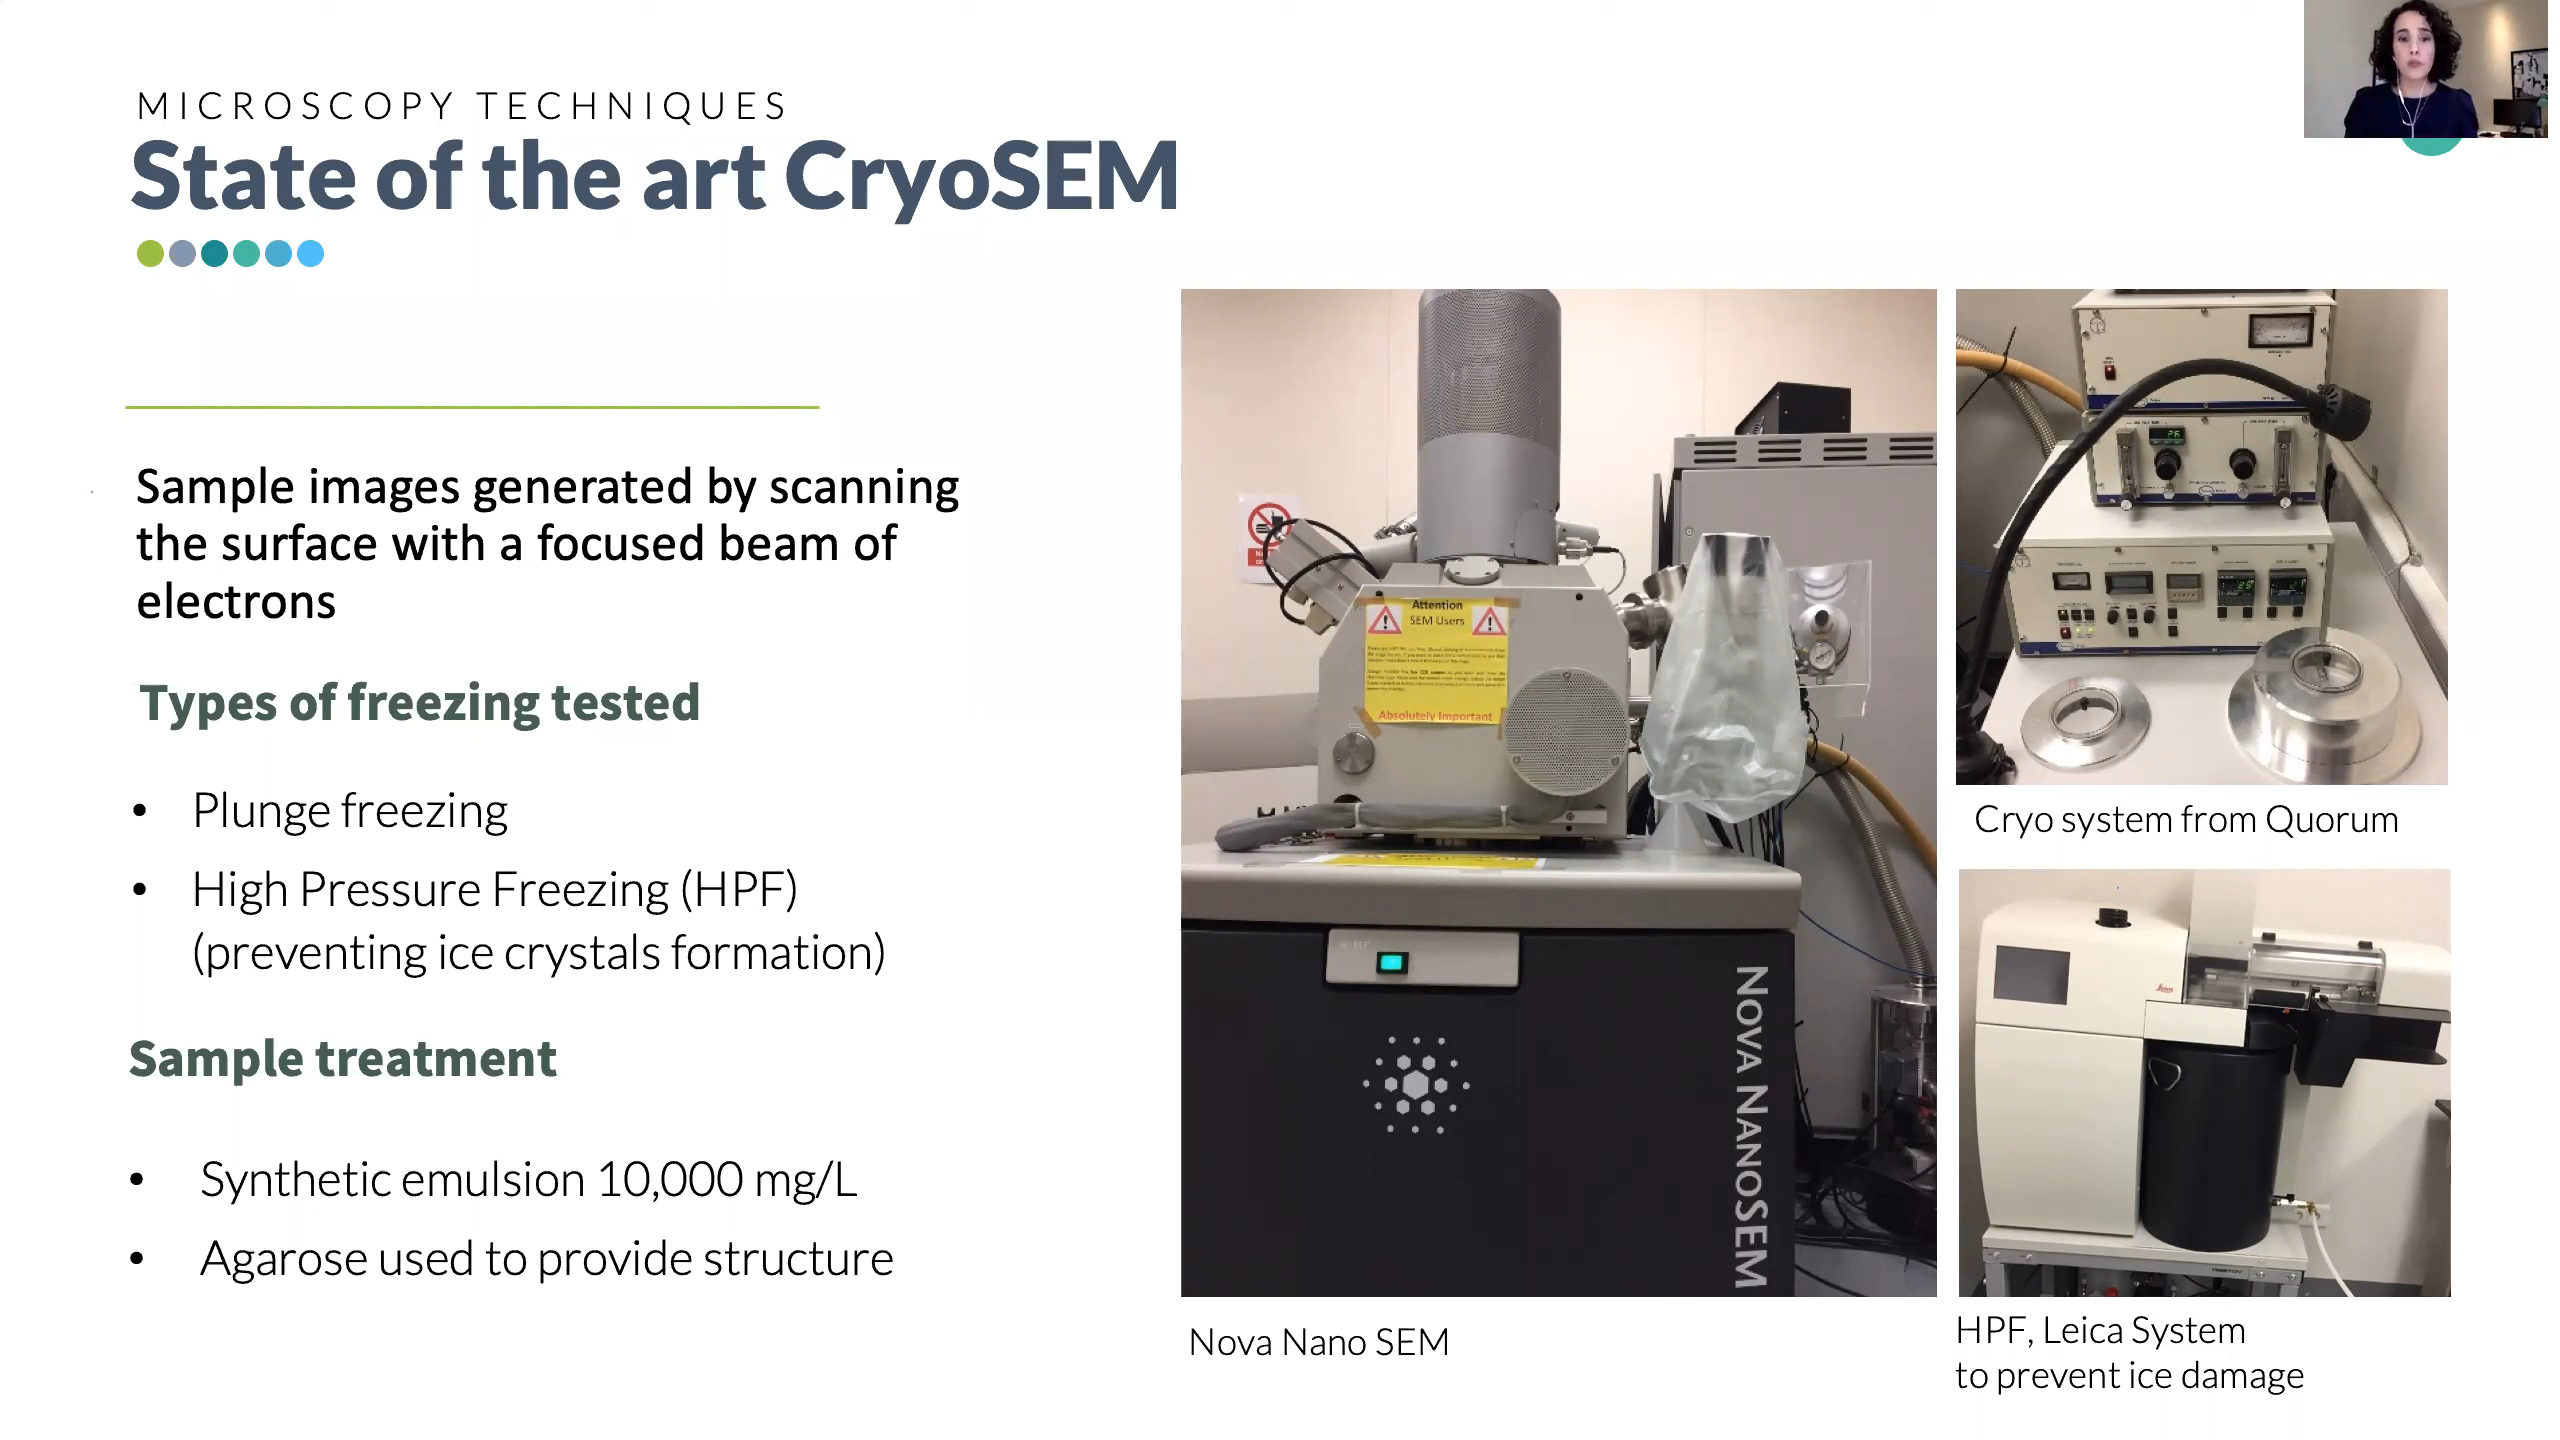 MICROSCOPY TECHNIQUES
State of the art CryoSEM
Sample images generated by scanning
the surface with a focused beam of
electrons
Types of freezing tested
• Plunge freezing
• High Pressure Freezing (HPF)
(preventing ice crystals formation)
Sample treatment
• Synthetic emulsion 10,000 mg/L
• Agarose used to provide structure
Attention
SEM Users
Absolutely Important
NOVA NANOSEM
Nova Nano SEM
Cryo system from Quorum
Leica
HPF, Leica System
to prevent ice damage